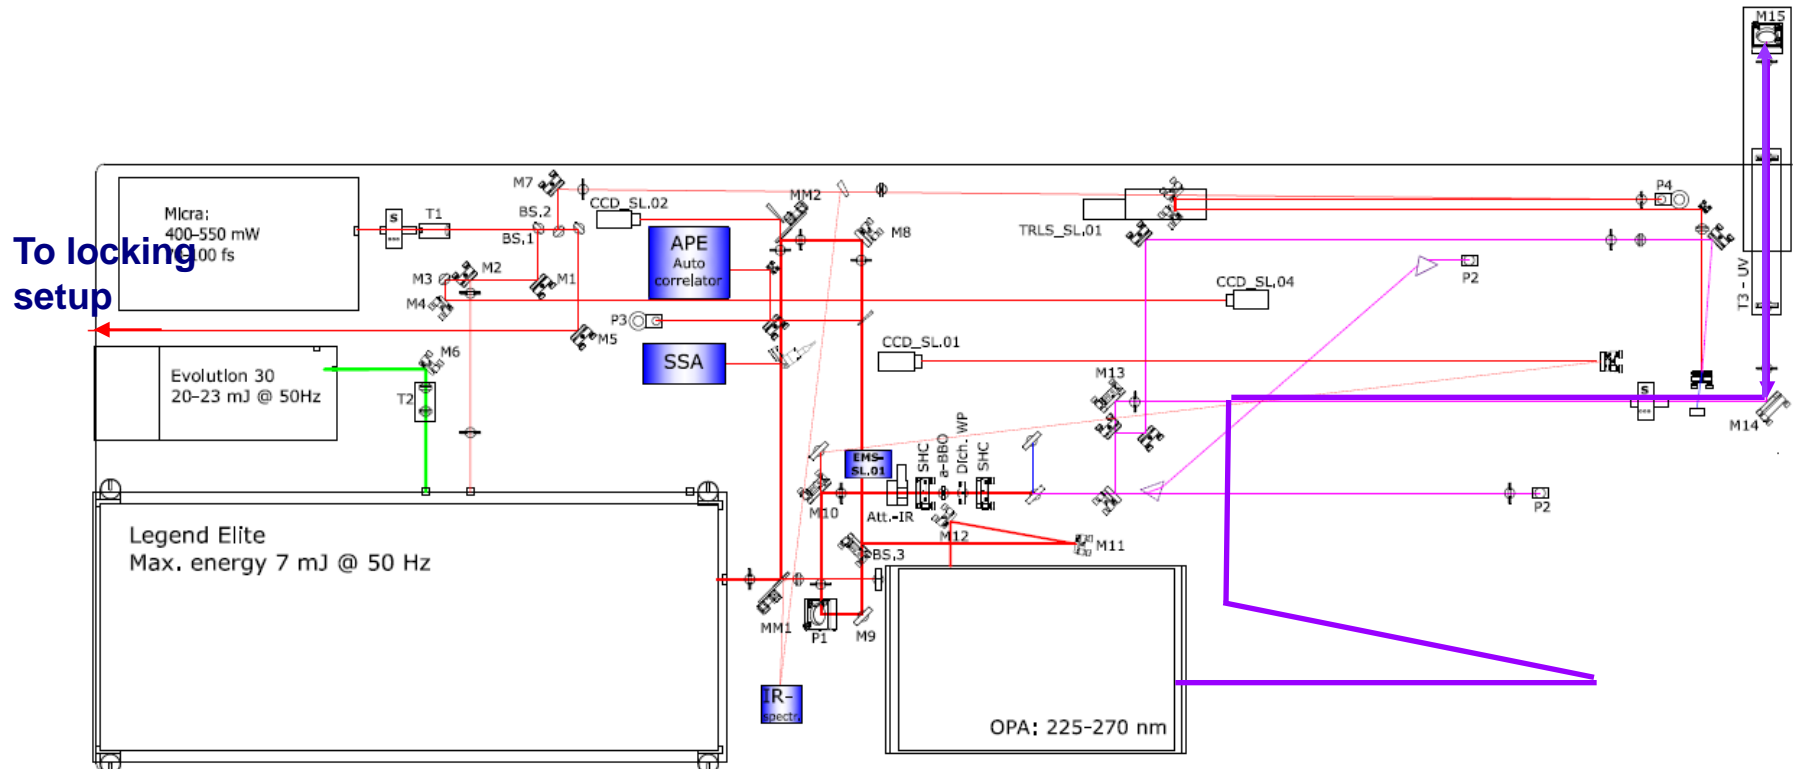 M15
M7
CCD_SL.02
MM2
P4
Micra:
400-550 mW
100 fs
S
T1
BS.2
BS.1
APE
Auto
correlator
M8
TRLS_SL.01
To locking
setup
M3
M2
M1
M4
P2
CCD_SL.04
T3 - UV
P3
M5
M6
SSA
CCD_SL.01
Evolution 30
20-23 mJ @ 50Hz
T2
M13
S
M14
EMS-
SL.01
SHC
a-BBO
Dich. WP
SHC
M10
Att.-IR
M12
P2
Legend Elite
Max. energy 7 mJ @ 50 Hz
BS.3
M11
MM1
P1
M9
IR-
spectr.
OPA: 225-270 nm